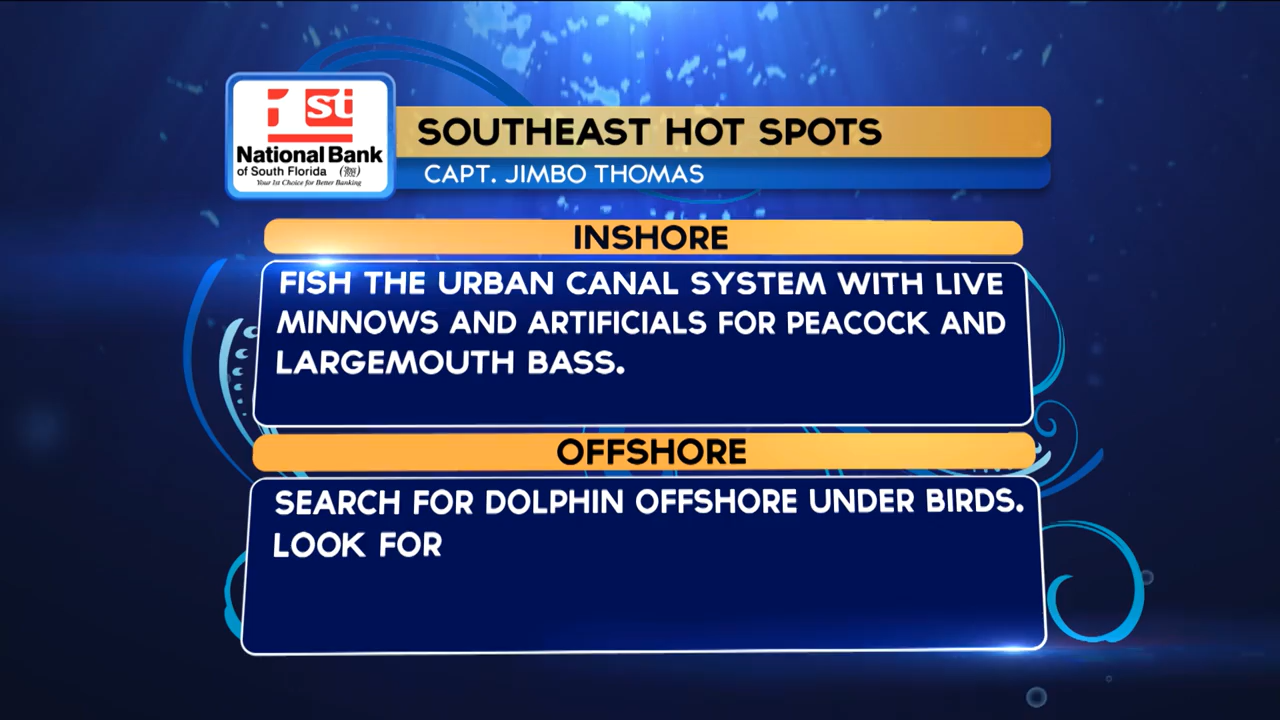 1st
National Bank
of South Florida
Your 1st Choice for Better Banking
SOUTHEAST HOT SPOTS
CAPT. JIMBO THOMAS
INSHORE
FISH THE URBAN CANAL SYSTEM WITH LIVE
MINNOWS AND ARTIFICIALS FOR PEACOCK AND
LARGEMOUTH BASS.
OFFSHORE
SEARCH FOR DOLPHIN OFFSHORE UNDER BIRDS.
LOOK FOR